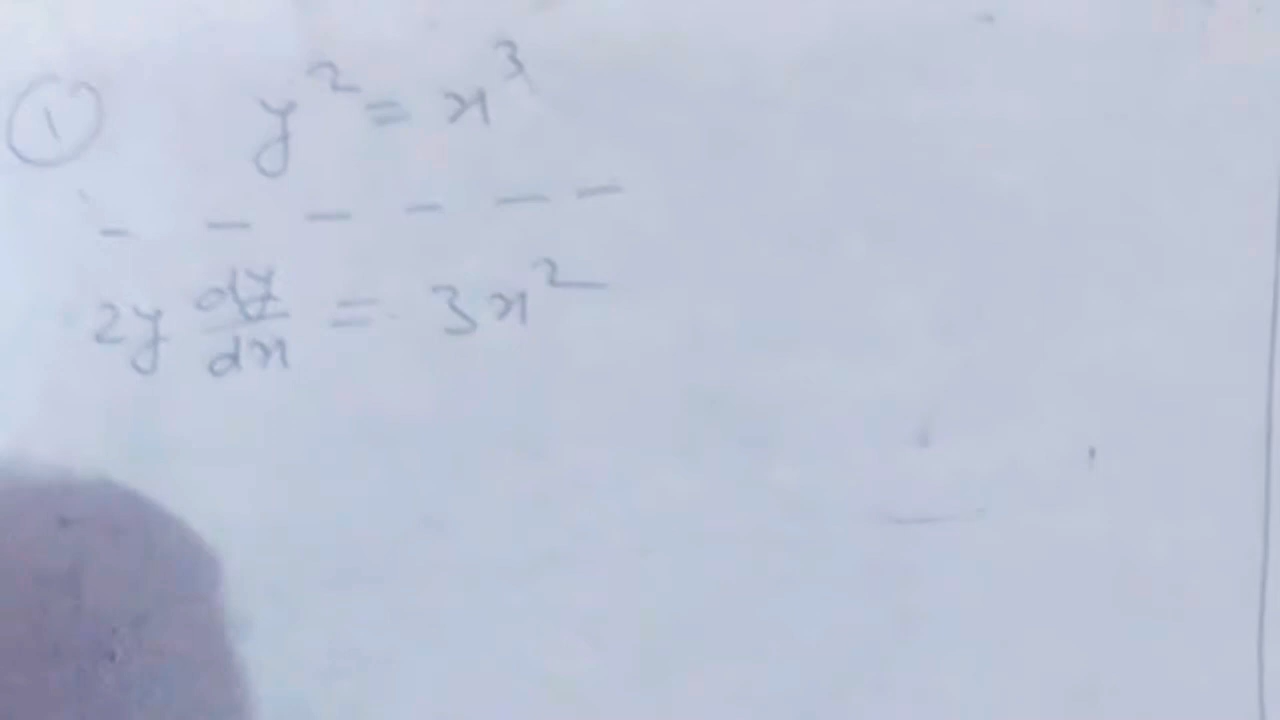 ① y² = x³
- - - - - -
2y dy/dx = 3x²